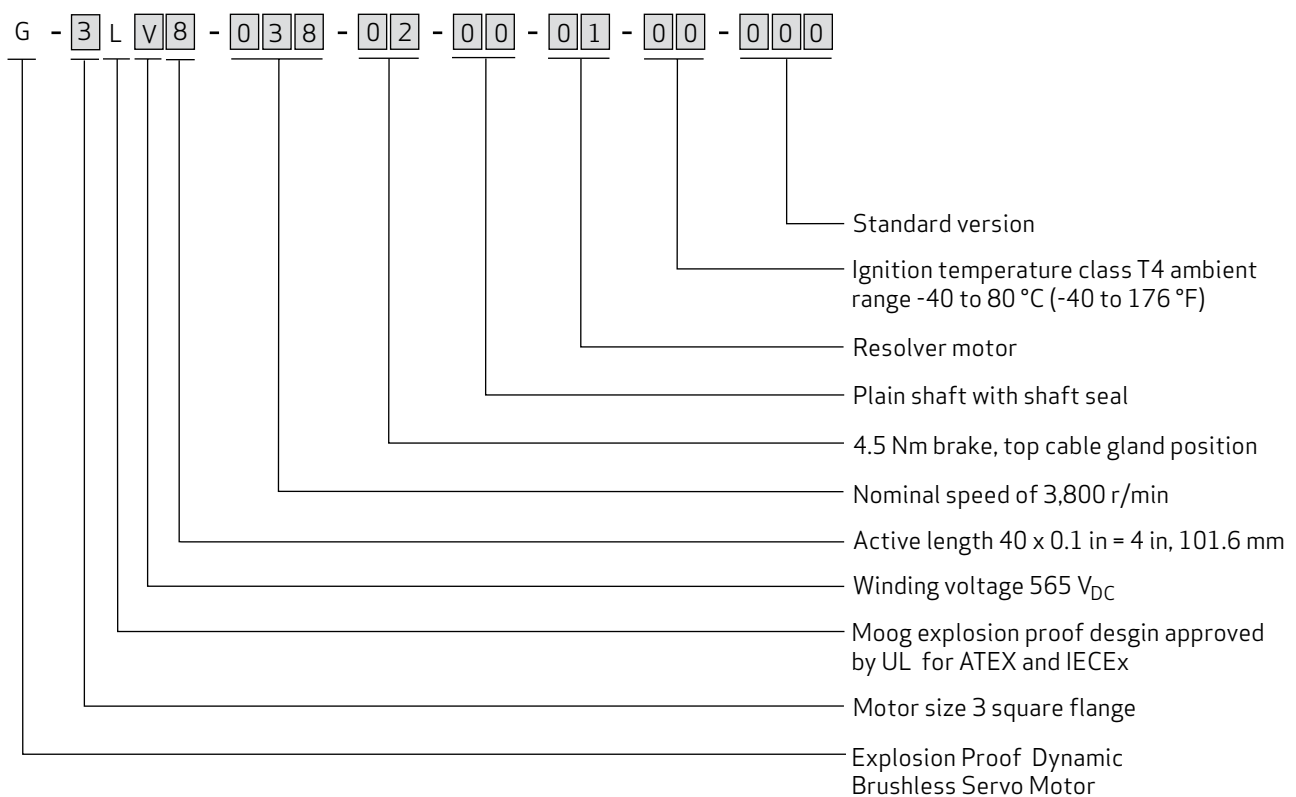 G - 3 L V 8 - 0 3 8 - 0 2 - 0 0 - 0 1 - 0 0 - 0 0 0
Standard version
Ignition temperature class T4 ambient
range -40 to 80 °C (-40 to 176 °F)
Resolver motor
Plain shaft with shaft seal
4.5 Nm brake, top cable gland position
Nominal speed of 3,800 r/min
Active length 40 x 0.1 in = 4 in, 101.6 mm
Winding voltage 565 VDC
Moog explosion proof desgin approved
by UL for ATEX and IECEx
Motor size 3 square flange
Explosion Proof Dynamic
Brushless Servo Motor